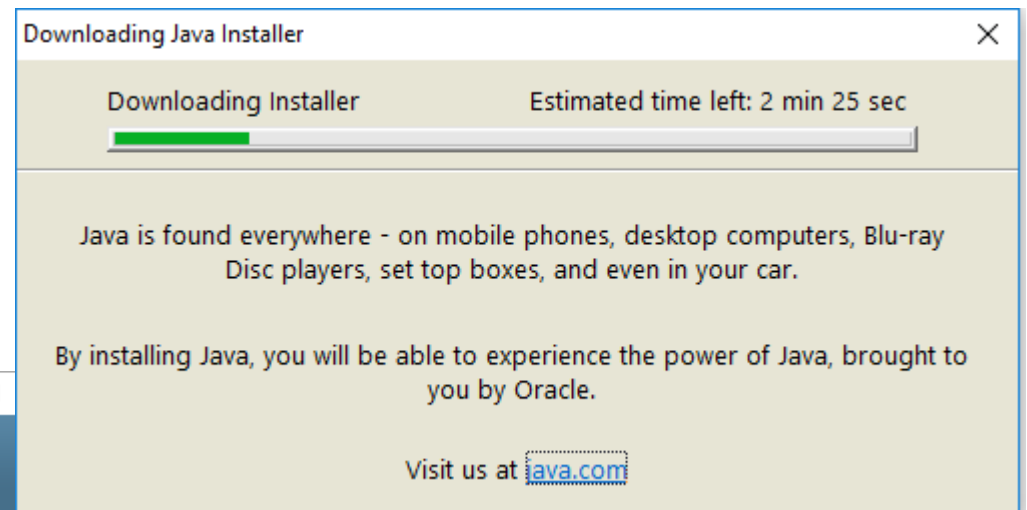 Downloading Java Installer
Downloading Installer
Estimated time left: 2 min 25 sec
Java is found everywhere - on mobile phones, desktop computers, Blu-ray
Disc players, set top boxes, and even in your car.
By installing Java, you will be able to experience the power of Java, brought to
you by Oracle.
Visit us at java.com